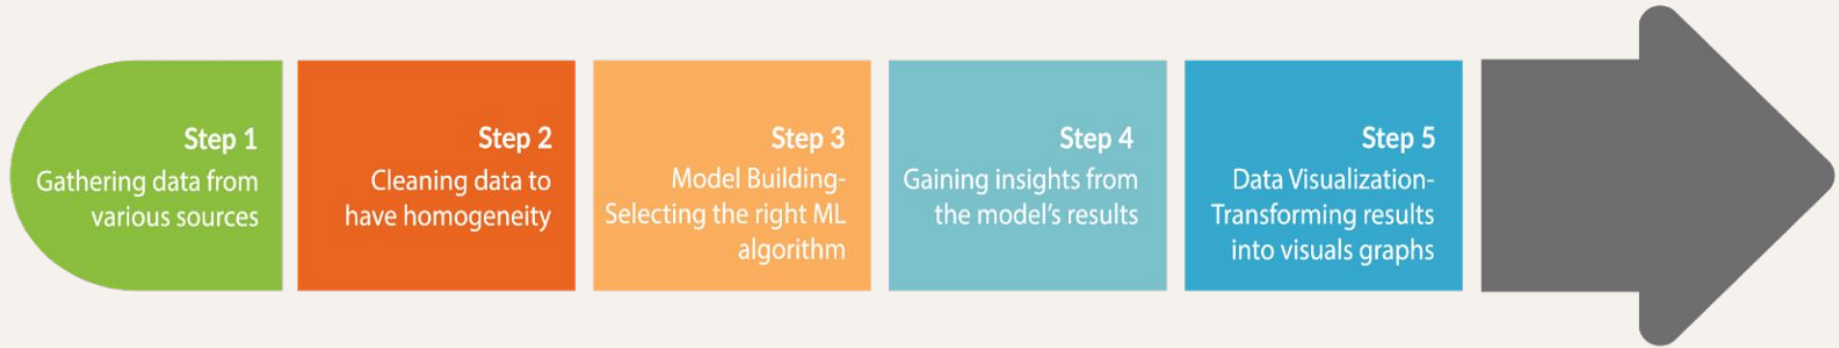 Step 1
Gathering data from
various sources
Step 2
Cleaning data to
have homogeneity
Step 3
Model Building-
Selecting the right ML
algorithm
Step 4
Gaining insights from
the model's results
Step 5
Data Visualization-
Transforming results
into visuals graphs